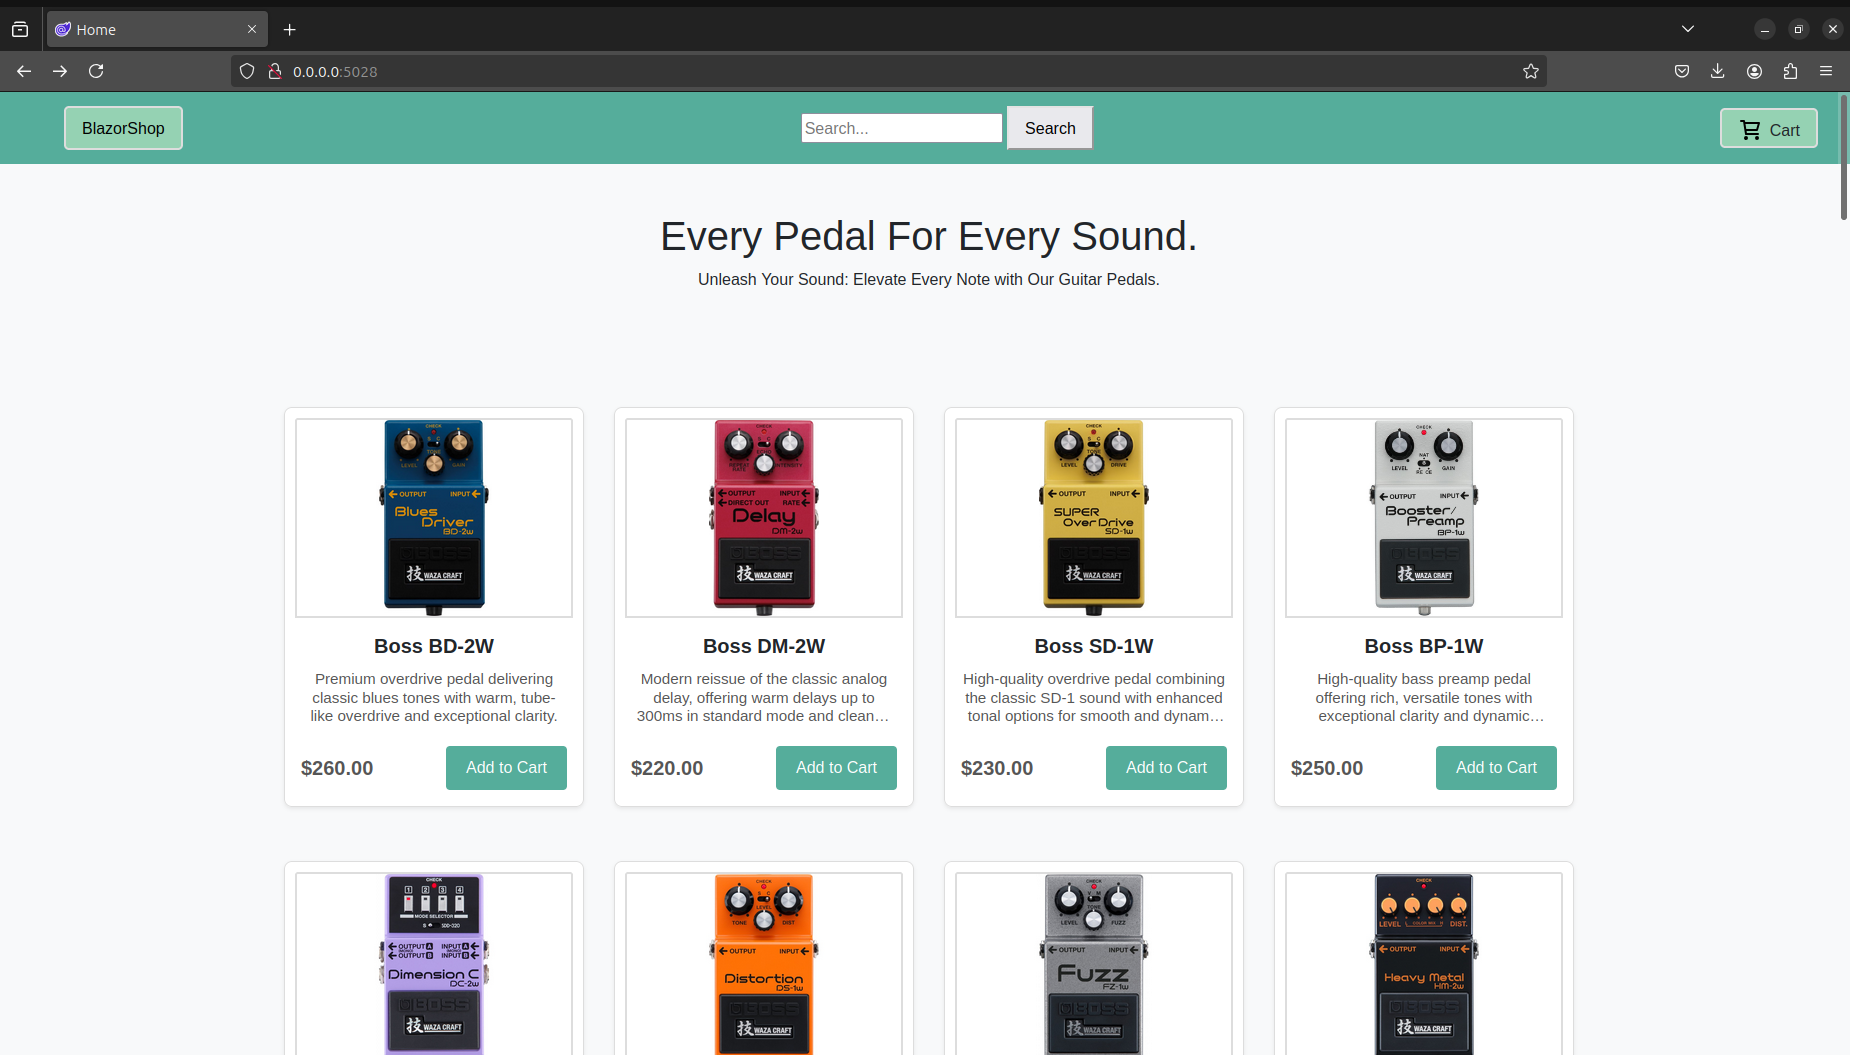 Home
0.0.0.0:5028
BlazorShop
Search...
Search
Cart
Every Pedal For Every Sound.
Unleash Your Sound: Elevate Every Note with Our Guitar Pedals.
CHECK
S C
TONE
LEVEL
GAIN
OUTPUT
INPUT
Blues
Driver
BD-2w
BOSS
技 WAZA CRAFT
Boss BD-2W
Premium overdrive pedal delivering
classic blues tones with warm, tube-
like overdrive and exceptional clarity.
$260.00
Add to Cart
CHECK
S C
ECHO
REPEAT RATE
INTENSITY
OUTPUT
INPUT
DIRECT OUT
RATE
Delay
DM-2w
BOSS
技 WAZA CRAFT
Boss DM-2W
Modern reissue of the classic analog
delay, offering warm delays up to
300ms in standard mode and clean…
$220.00
Add to Cart
CHECK
S C
TONE
LEVEL
DRIVE
OUTPUT
INPUT
SUPER
Over Drive
SD-1w
BOSS
技 WAZA CRAFT
Boss SD-1W
High-quality overdrive pedal combining
the classic SD-1 sound with enhanced
tonal options for smooth and dynam…
$230.00
Add to Cart
CHECK
LEVEL
NAT
GAIN
RE CE
OUTPUT
INPUT
Booster/
Preamp
BP-1w
BOSS
技 WAZA CRAFT
Boss BP-1W
High-quality bass preamp pedal
offering rich, versatile tones with
exceptional clarity and dynamic…
$250.00
Add to Cart
CHECK
1 2 3 4
MODE SELECTOR
S SDD-320
OUTPUT A
INPUT A
OUTPUT B
INPUT B
Dimension C
DC-2w
BOSS
技 WAZA CRAFT
CHECK
S C
LEVEL
TONE
DIST
OUTPUT
INPUT
Distortion
DS-1w
BOSS
技 WAZA CRAFT
CHECK
V M
TONE
LEVEL
FUZZ
OUTPUT
INPUT
Fuzz
FZ-1w
BOSS
技 WAZA CRAFT
CHECK
LEVEL
L COLOR MIX H
DIST.
OUTPUT
INPUT
Heavy Metal
HM-2w
BOSS
技 WAZA CRAFT